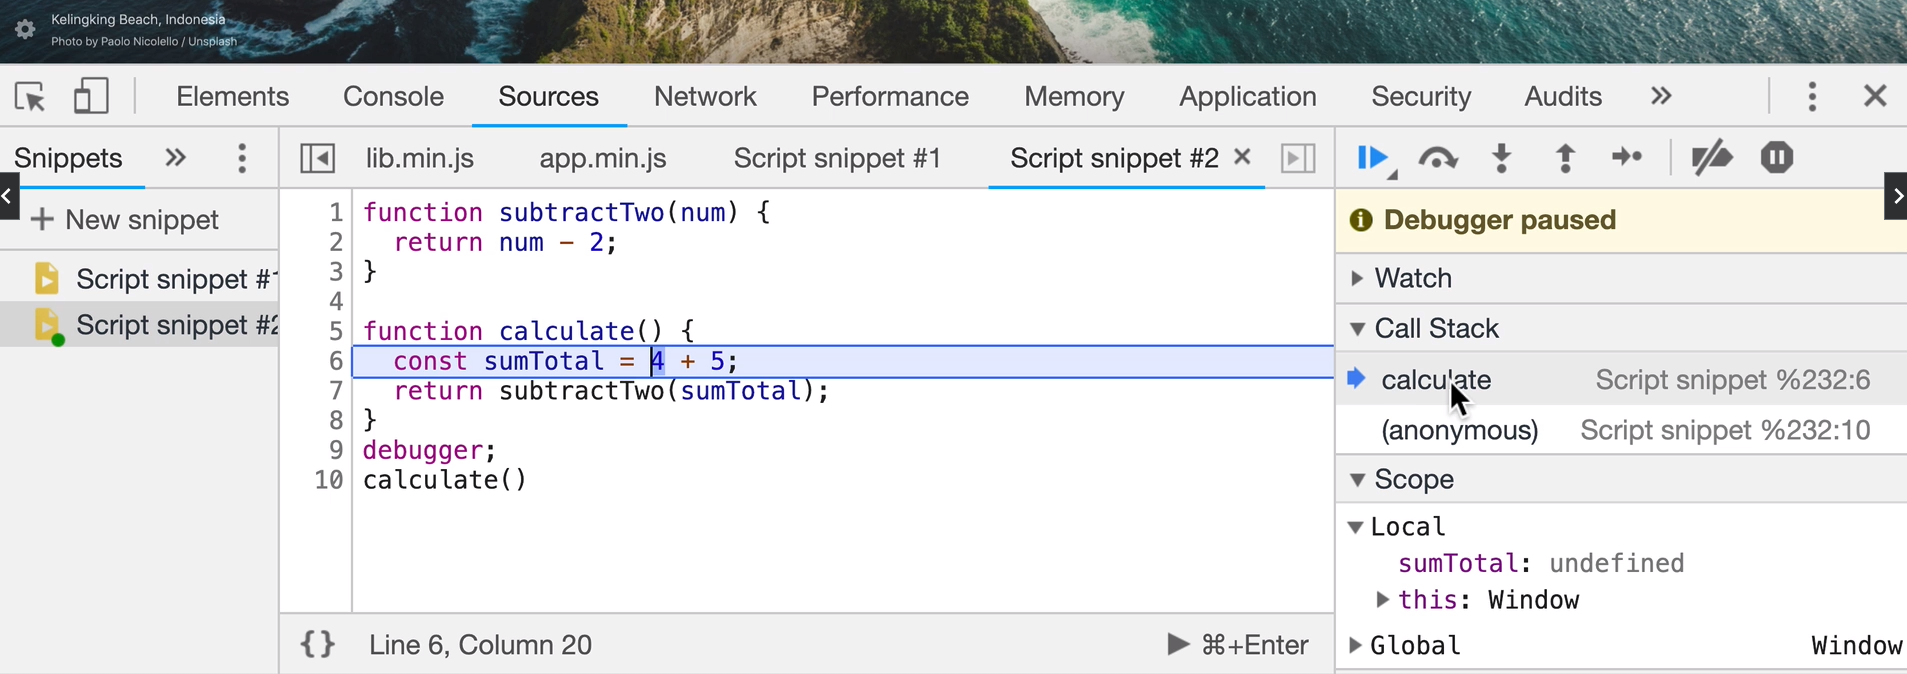 Kelingking Beach, Indonesia
Photo by Paolo Nicolello / Unsplash
Elements Console Sources Network Performance Memory Application Security Audits
Snippets
lib.min.js app.min.js Script snippet #1 Script snippet #2
New snippet
Script snippet #1
Script snippet #2
1 function subtractTwo(num) {
2 return num - 2;
3 }
4
5 function calculate() {
6 const sumTotal = 4 + 5;
7 return subtractTwo(sumTotal);
8 }
9 debugger;
10 calculate()
{ } Line 6, Column 20 ⌘+Enter
Debugger paused
Watch
Call Stack
calculate Script snippet %232:6
(anonymous) Script snippet %232:10
Scope
Local
sumTotal: undefined
this: Window
Global Window